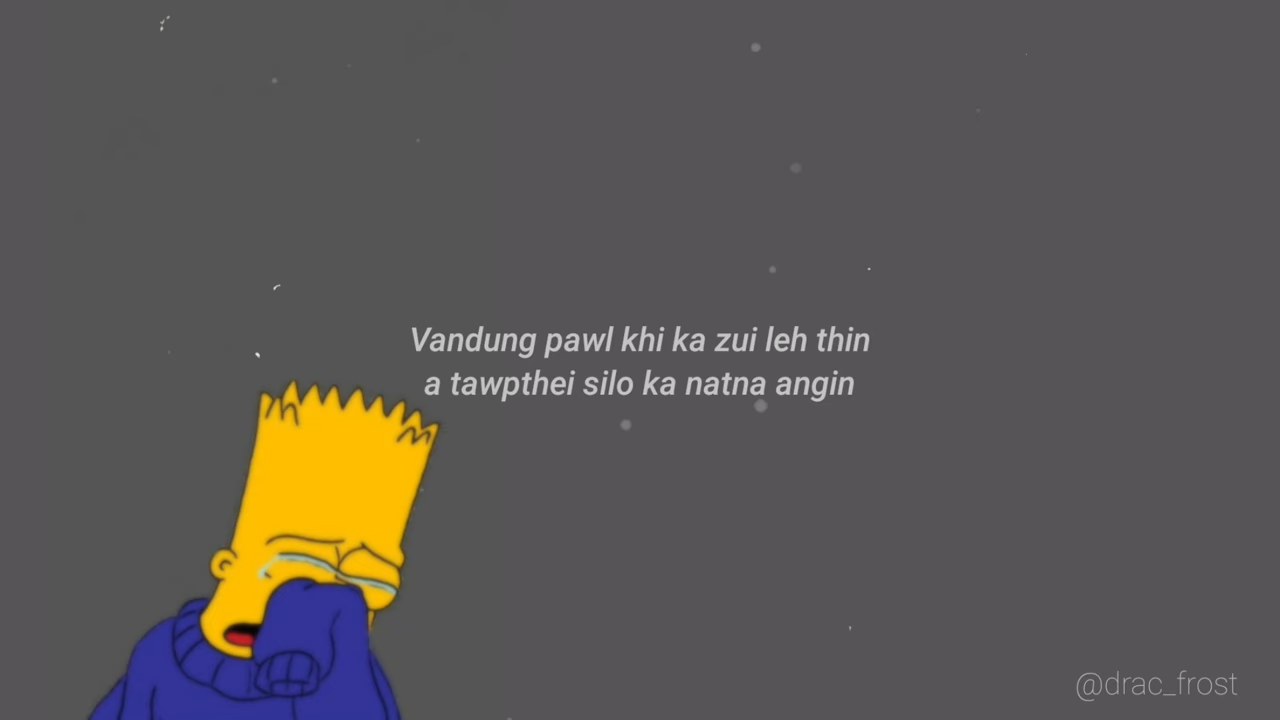 Vandung pawl khi ka zui leh thin
a tawpthei silo ka natna angin
@drac_frost